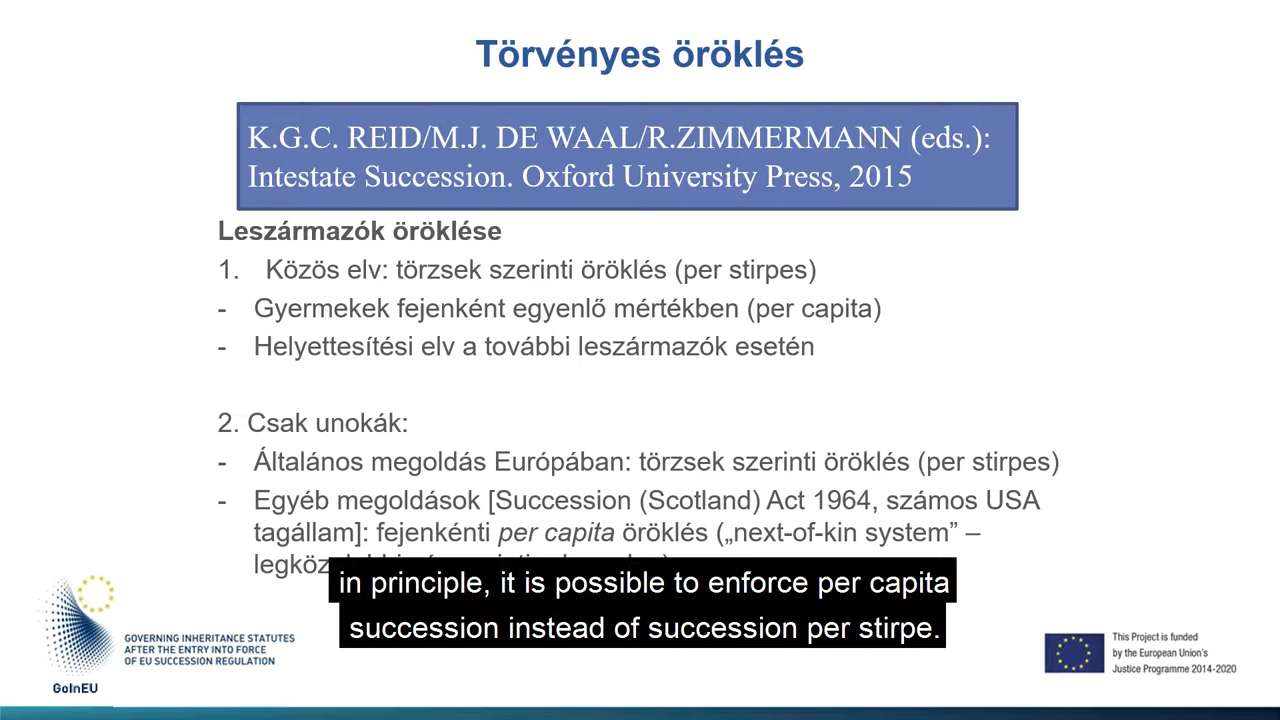 Törvényes öröklés
K.G.C. REID/M.J. DE WAAL/R.ZIMMERMANN (eds.):
Intestate Succession. Oxford University Press, 2015
Leszármazók öröklése
1. Közös elv: törzsek szerinti öröklés (per stirpes)
- Gyermekek fejenként egyenlő mértékben (per capita)
- Helyettesítési elv a további leszármazók esetén
2. Csak unokák:
- Általános megoldás Európában: törzsek szerinti öröklés (per stirpes)
- Egyéb megoldások [Succession (Scotland) Act 1964, számos USA
tagállam]: fejenkénti per capita öröklés („next-of-kin system” –
in principle, it is possible to enforce per capita
succession instead of succession per stirpe.
GoInEU
GOVERNING INHERITANCE STATUTES
AFTER THE ENTRY INTO FORCE
OF EU SUCCESSION REGULATION
This Project is funded
by the European Union's
Justice Programme 2014-2020